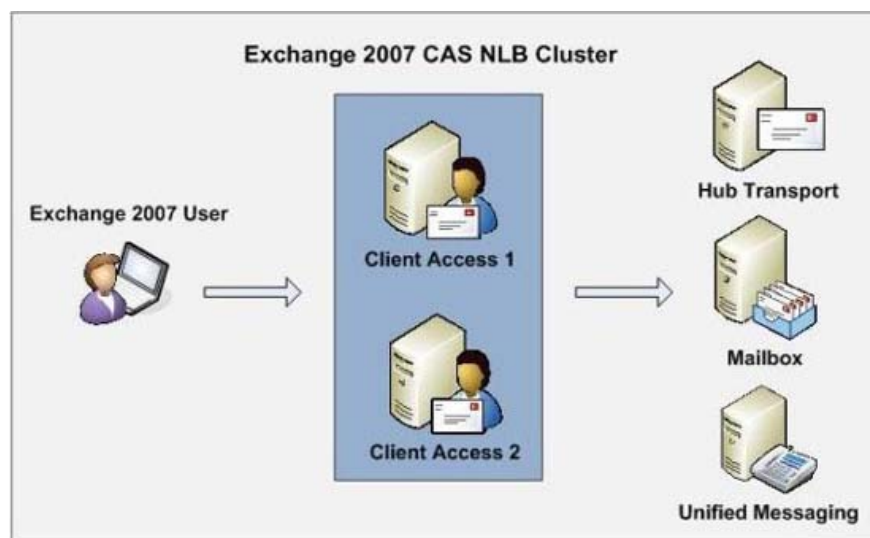 Exchange 2007 CAS NLB Cluster
Exchange 2007 User
Client Access 1
Client Access 2
Hub Transport
Mailbox
Unified Messaging